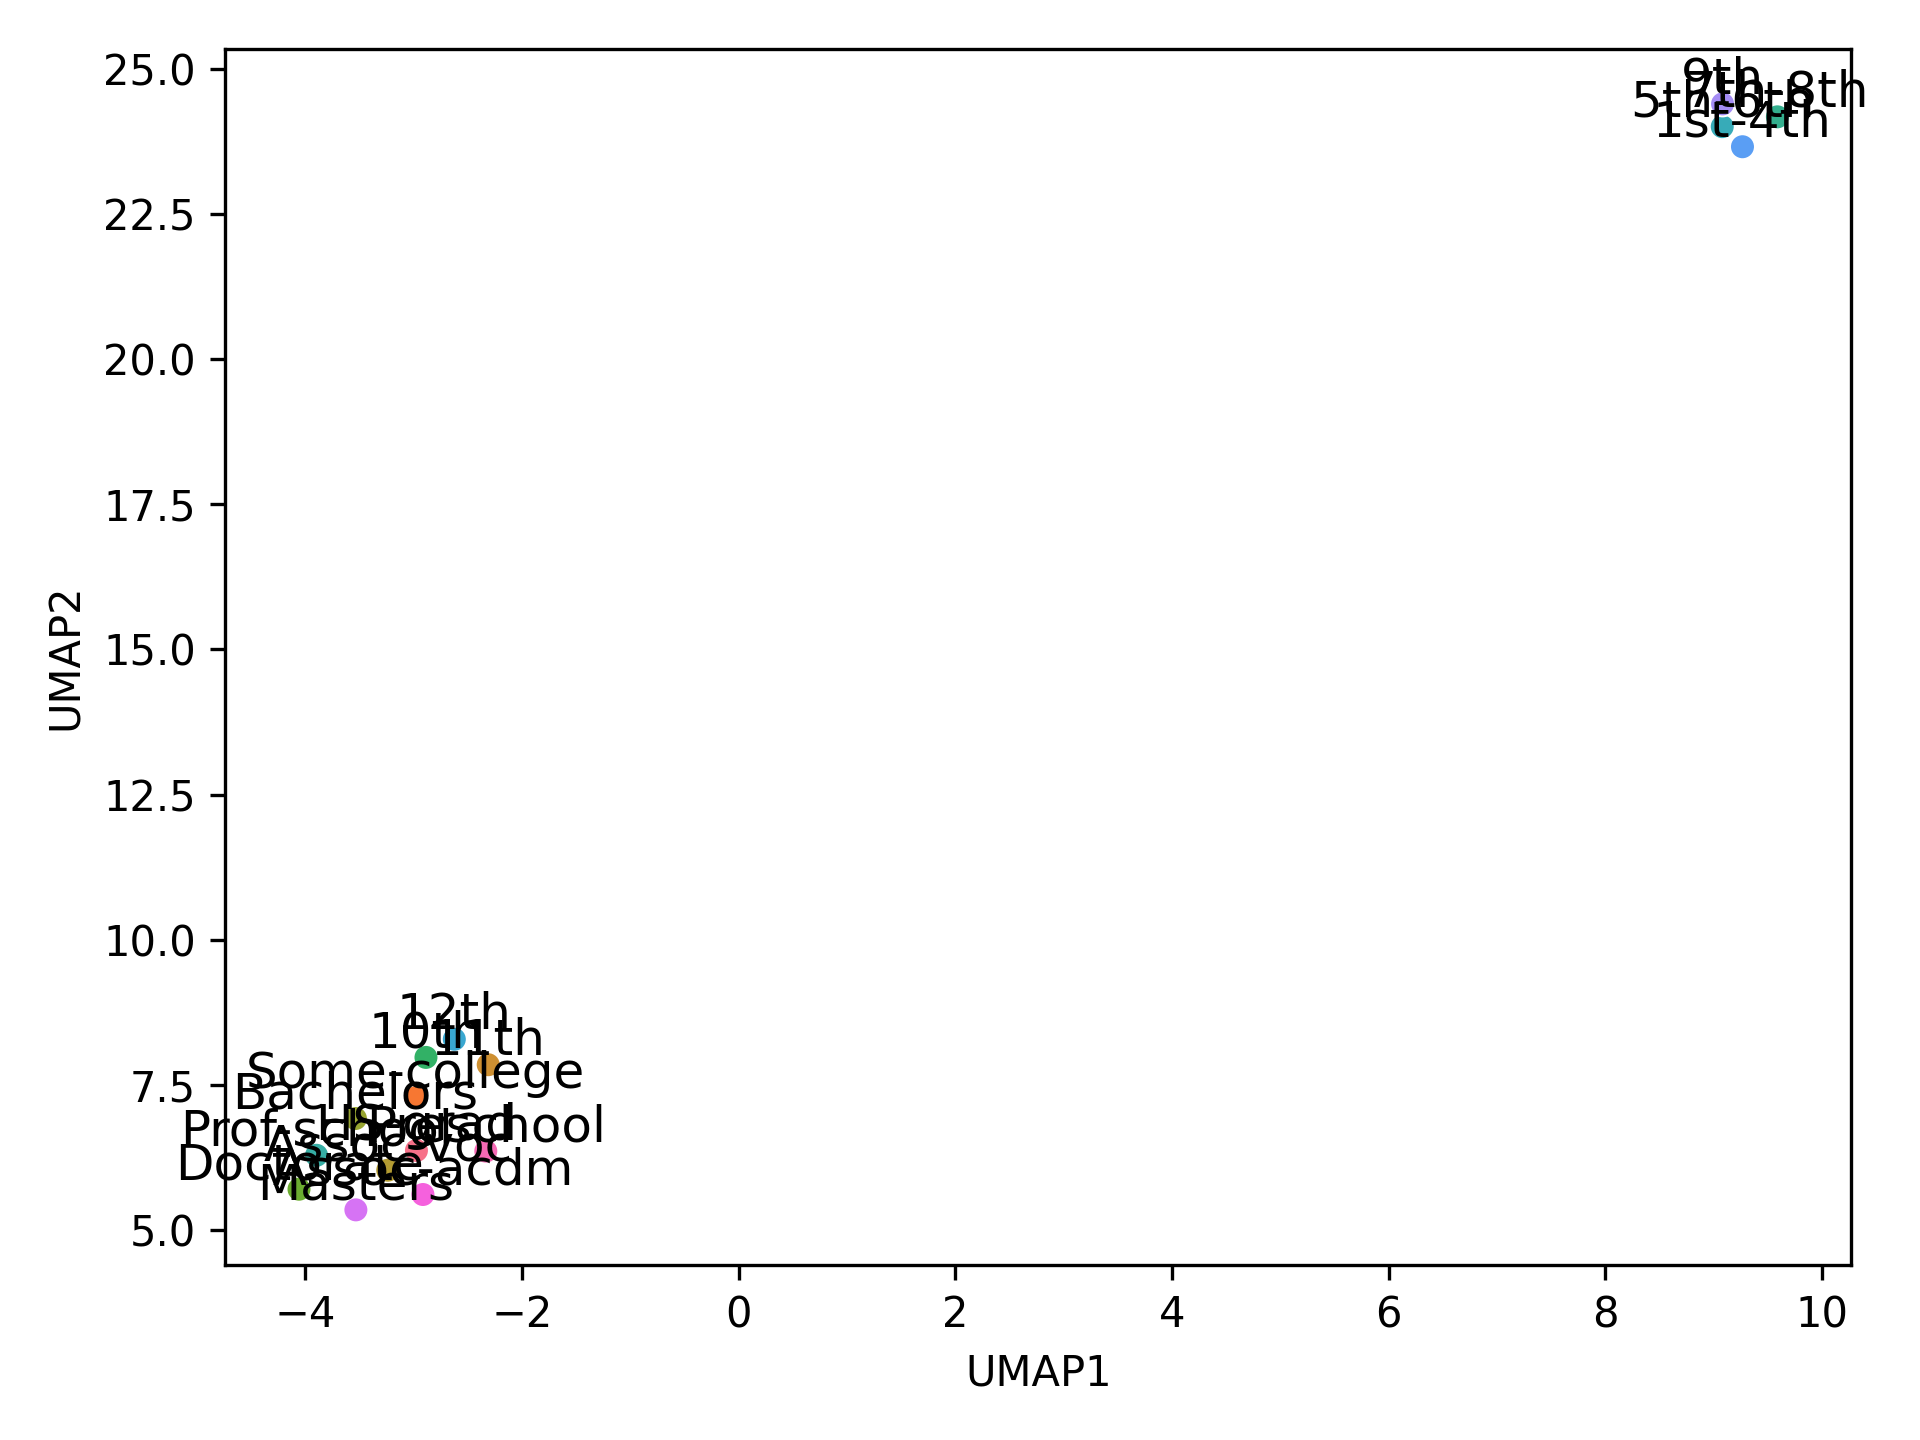 25.0
22.5
20.0
17.5
15.0
12.5
10.0
7.5
5.0
UMAP2
9th
7th-8th
5th-6th
1st-4th
12th
10th
11th
Some-college
Bachelors
HS-grad
Preschool
Prof-school
Assoc-voc
Doctorate
Assoc-acdm
Masters
−4
−2
0
2
4
6
8
10
UMAP1